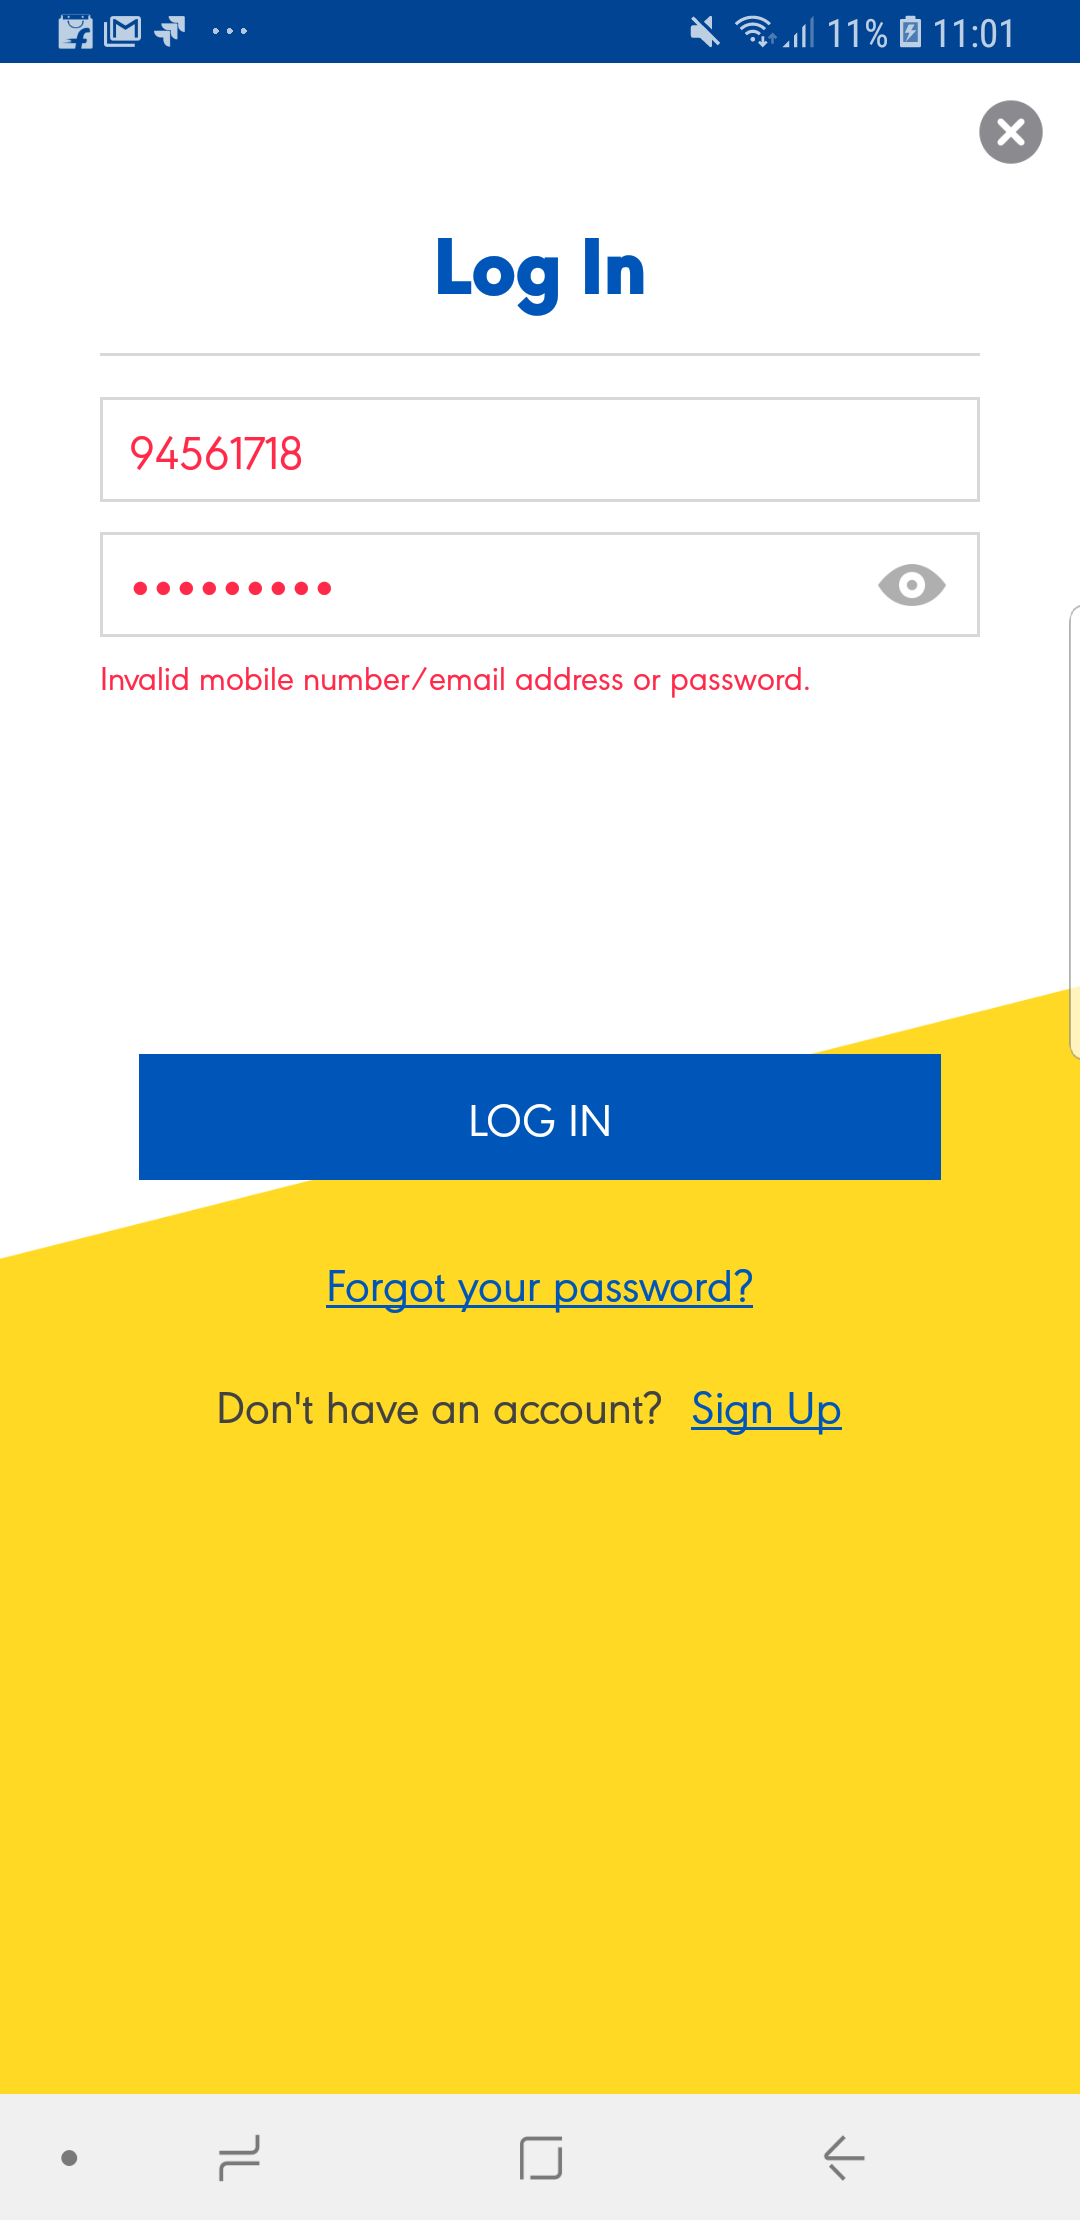 11% 11:01
Log In
94561718
•••••••••
Invalid mobile number/email address or password.
LOG IN
Forgot your password?
Don't have an account? Sign Up